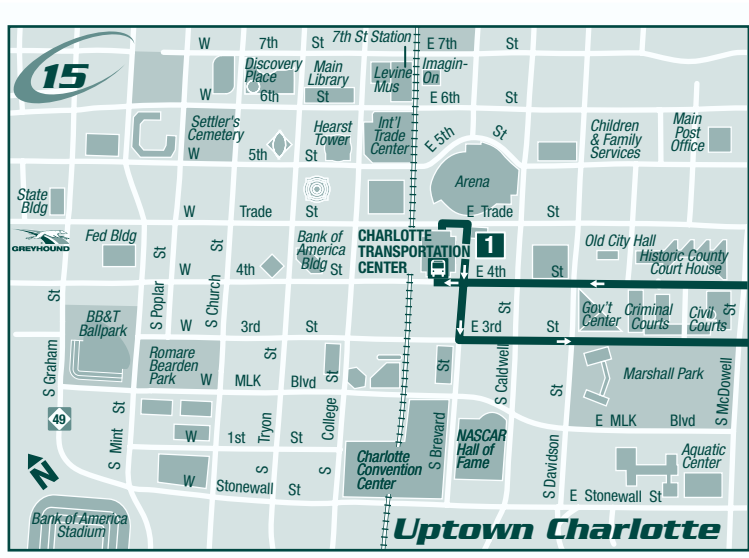 15
W 7th St
7th St Station
E 7th St
Discovery
Place
Main
Library
Levine
Mus
Imagin-
On
W 6th St
E 6th St
Settler's
Cemetery
Hearst
Tower
Int'l
Trade
Center
E 5th St
Children
& Family
Services
Main
Post
Office
W 5th St
Arena
State
Bldg
W Trade St
E Trade St
GREYHOUND
Fed Bldg
Bank of
America
Bldg
CHARLOTTE
TRANSPORTATION
CENTER
1
Old City Hall
Historic County
Court House
W 4th St
E 4th St
S Graham St
S Poplar St
S Church St
BB&T
Ballpark
Gov't
Center
Criminal
Courts
Civil
Courts
W 3rd St
E 3rd St
Romare
Bearden
Park
W MLK Blvd
S Tryon St
S College St
S Brevard St
S Caldwell St
Marshall Park
S McDowell St
49
S Mint St
E MLK Blvd
W 1st St
NASCAR
Hall of
Fame
S Davidson St
Charlotte
Convention
Center
Aquatic
Center
N
W Stonewall St
E Stonewall St
Bank of America
Stadium
Uptown Charlotte